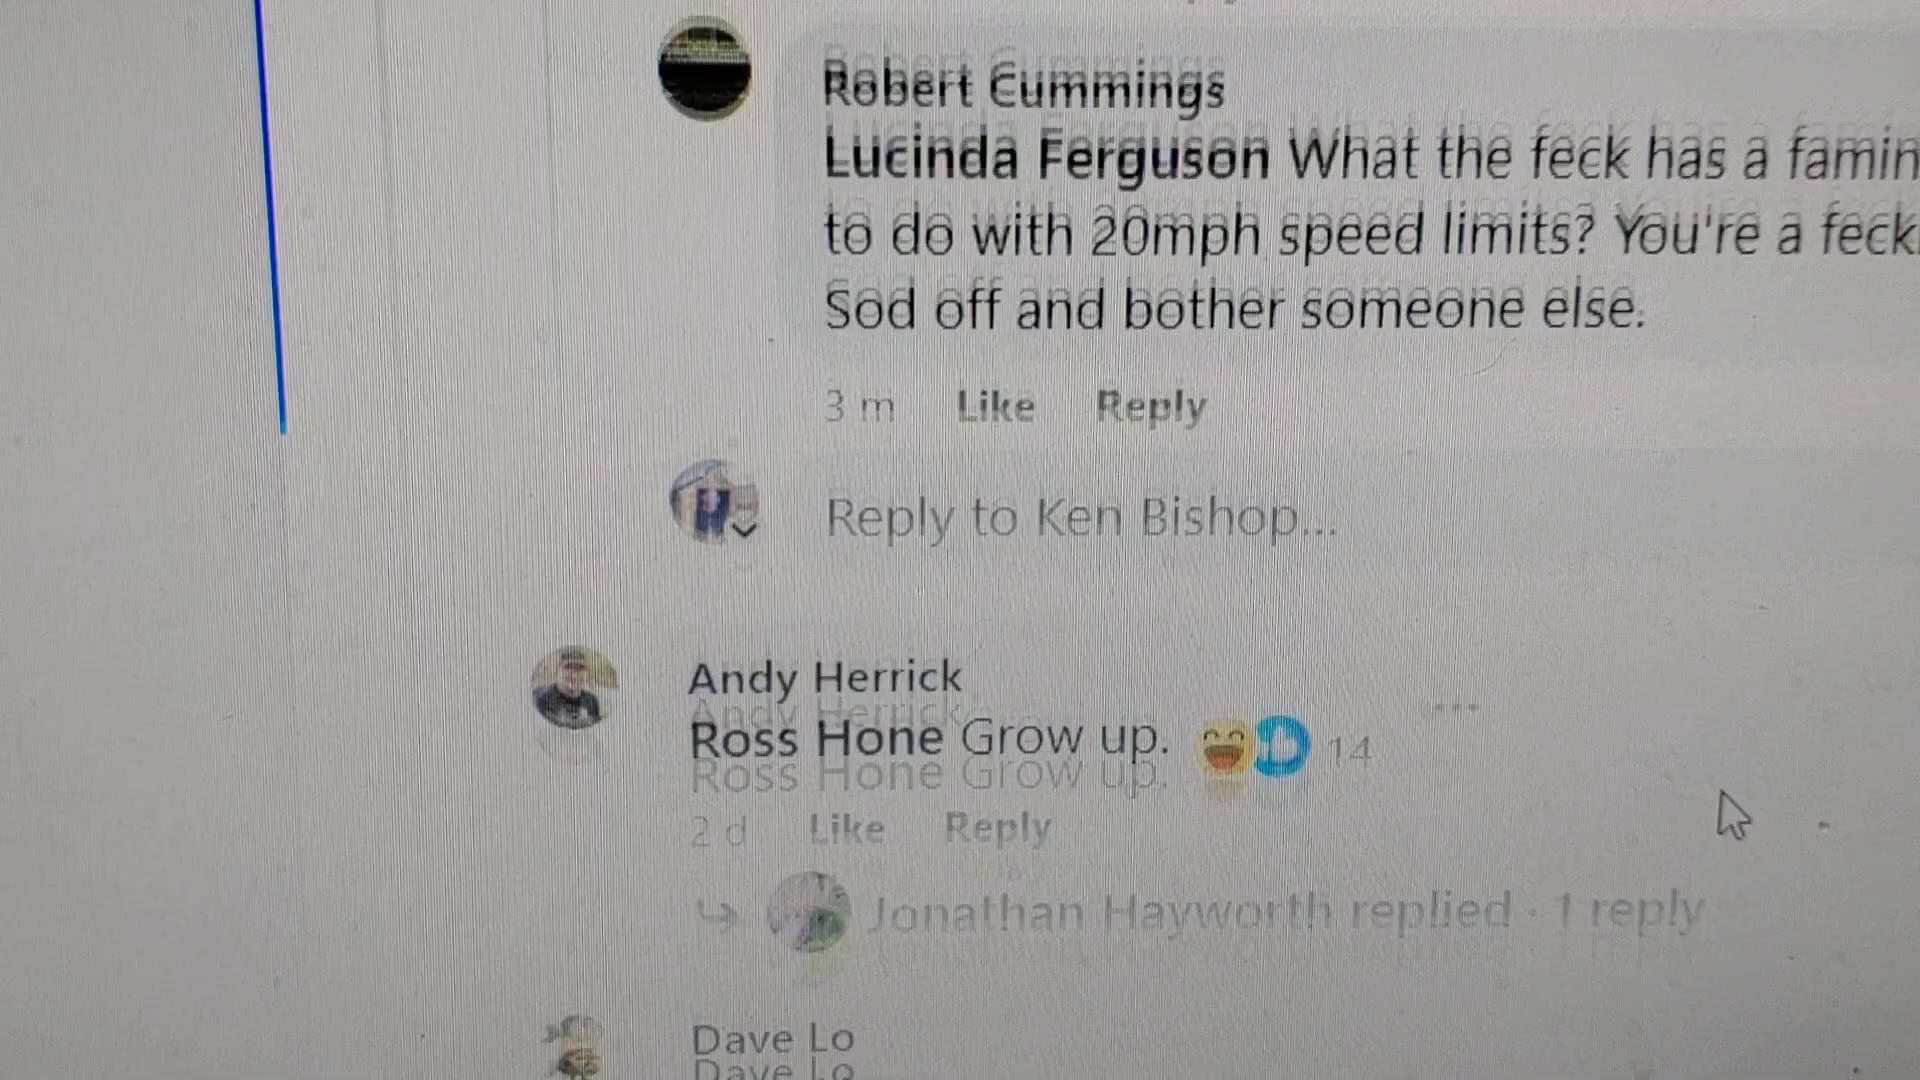 Robert Cummings
Lucinda Ferguson What the feck has a famin
to do with 20mph speed limits? You're a feck
Sod off and bother someone else.
3 m Like Reply
Reply to Ken Bishop...
Andy Herrick
Ross Hone Grow up. 14
2 d Like Reply
Jonathan Hayworth replied · 1 reply
Dave Lo